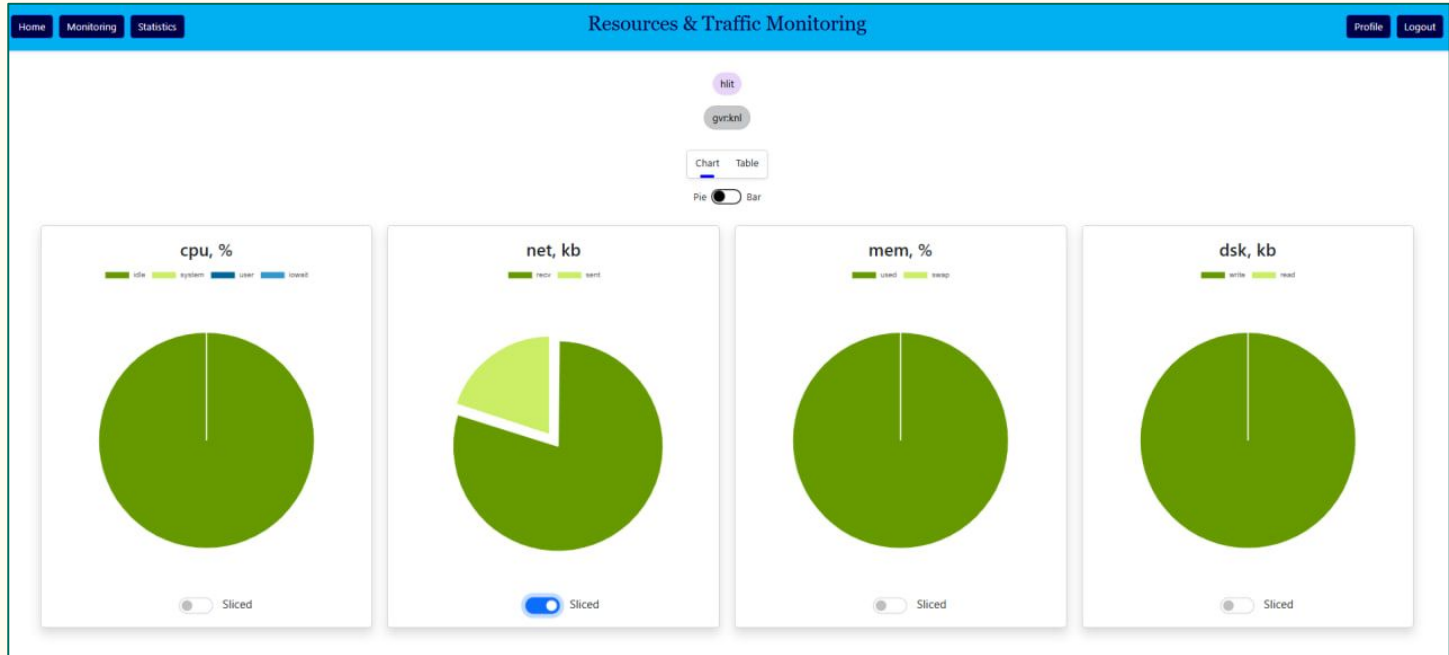 Home Monitoring Statistics Resources & Traffic Monitoring Profile Logout
hlit
gvr:knl
Chart Table
Pie Bar
cpu, % net, kb mem, % dsk, kb
idle system user iowait recv sent used swap write read
Sliced Sliced Sliced Sliced